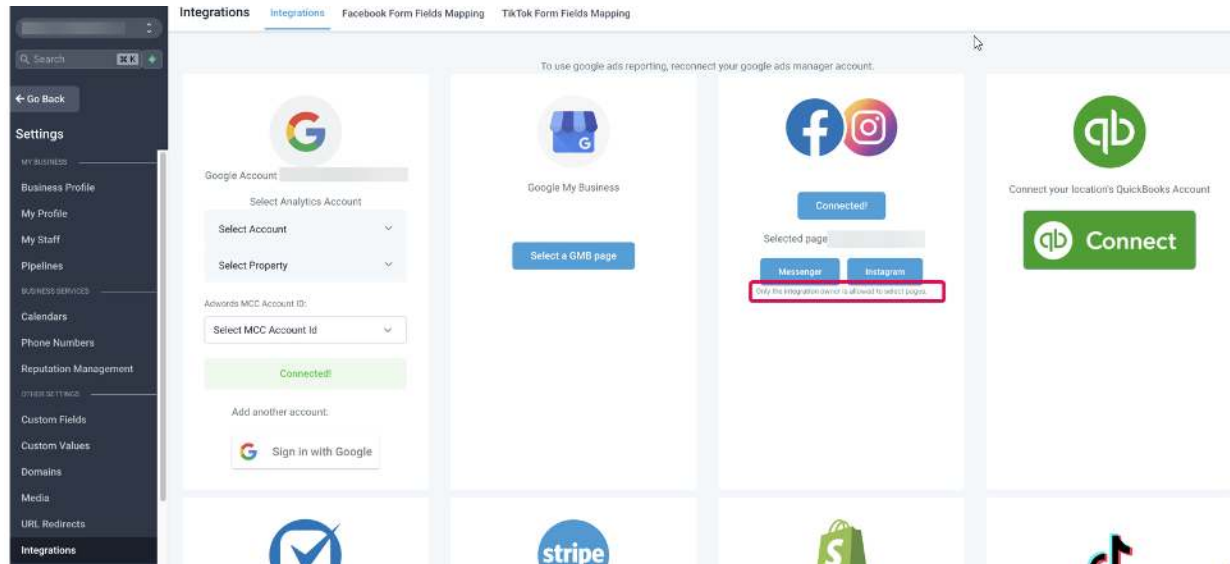 Integrations
Integrations
Facebook Form Fields Mapping
TikTok Form Fields Mapping
Search
⌘ K
← Go Back
Settings
MY BUSINESS
Business Profile
My Profile
My Staff
Pipelines
BUSINESS SERVICES
Calendars
Phone Numbers
Reputation Management
OTHER SETTINGS
Custom Fields
Custom Values
Domains
Media
URL Redirects
Integrations
To use google ads reporting, reconnect your google ads manager account.
Google Account
Select Analytics Account
Select Account
Select Property
Adwords MCC Account ID:
Select MCC Account Id
Connected!
Add another account.
Sign in with Google
G
Google My Business
Select a GMB page
Connected!
Selected page
Messenger
Instagram
Only the integration owner is allowed to select pages.
qb
Connect your location's QuickBooks Account
qb Connect
stripe